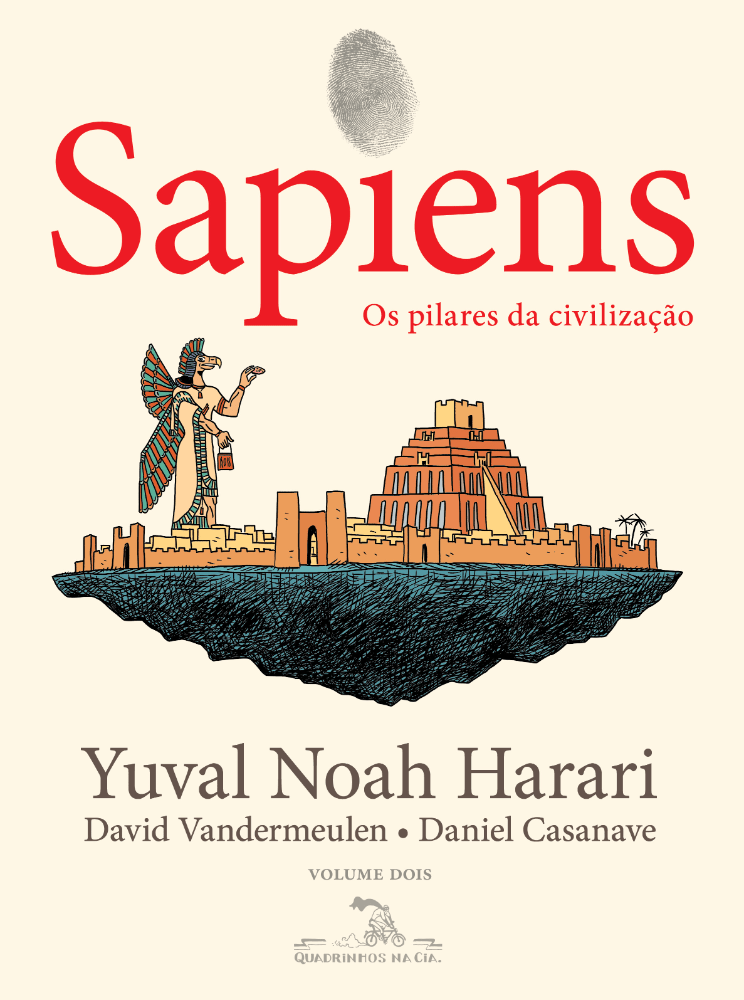 Sapiens
Os pilares da civilização
Yuval Noah Harari
David Vandermeulen • Daniel Casanave
VOLUME DOIS
QUADRINHOS NA CIA.